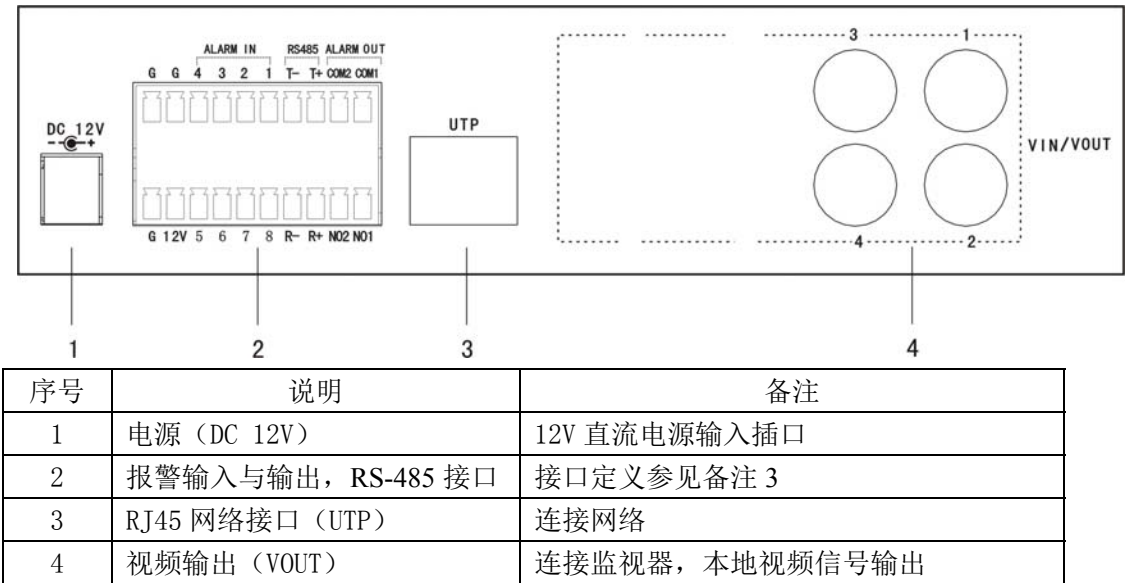 3 1
ALARM IN RS485 ALARM OUT
G G 4 3 2 1 T- T+ COM2 COM1
DC 12V
- +
UTP
VIN/VOUT
G 12V 5 6 7 8 R- R+ NO2 NO1
4 2
1 2 3 4
序号 说明 备注
1 电源（DC 12V） 12V 直流电源输入插口
2 报警输入与输出，RS-485 接口 接口定义参见备注 3
3 RJ45 网络接口（UTP） 连接网络
4 视频输出（VOUT） 连接监视器，本地视频信号输出